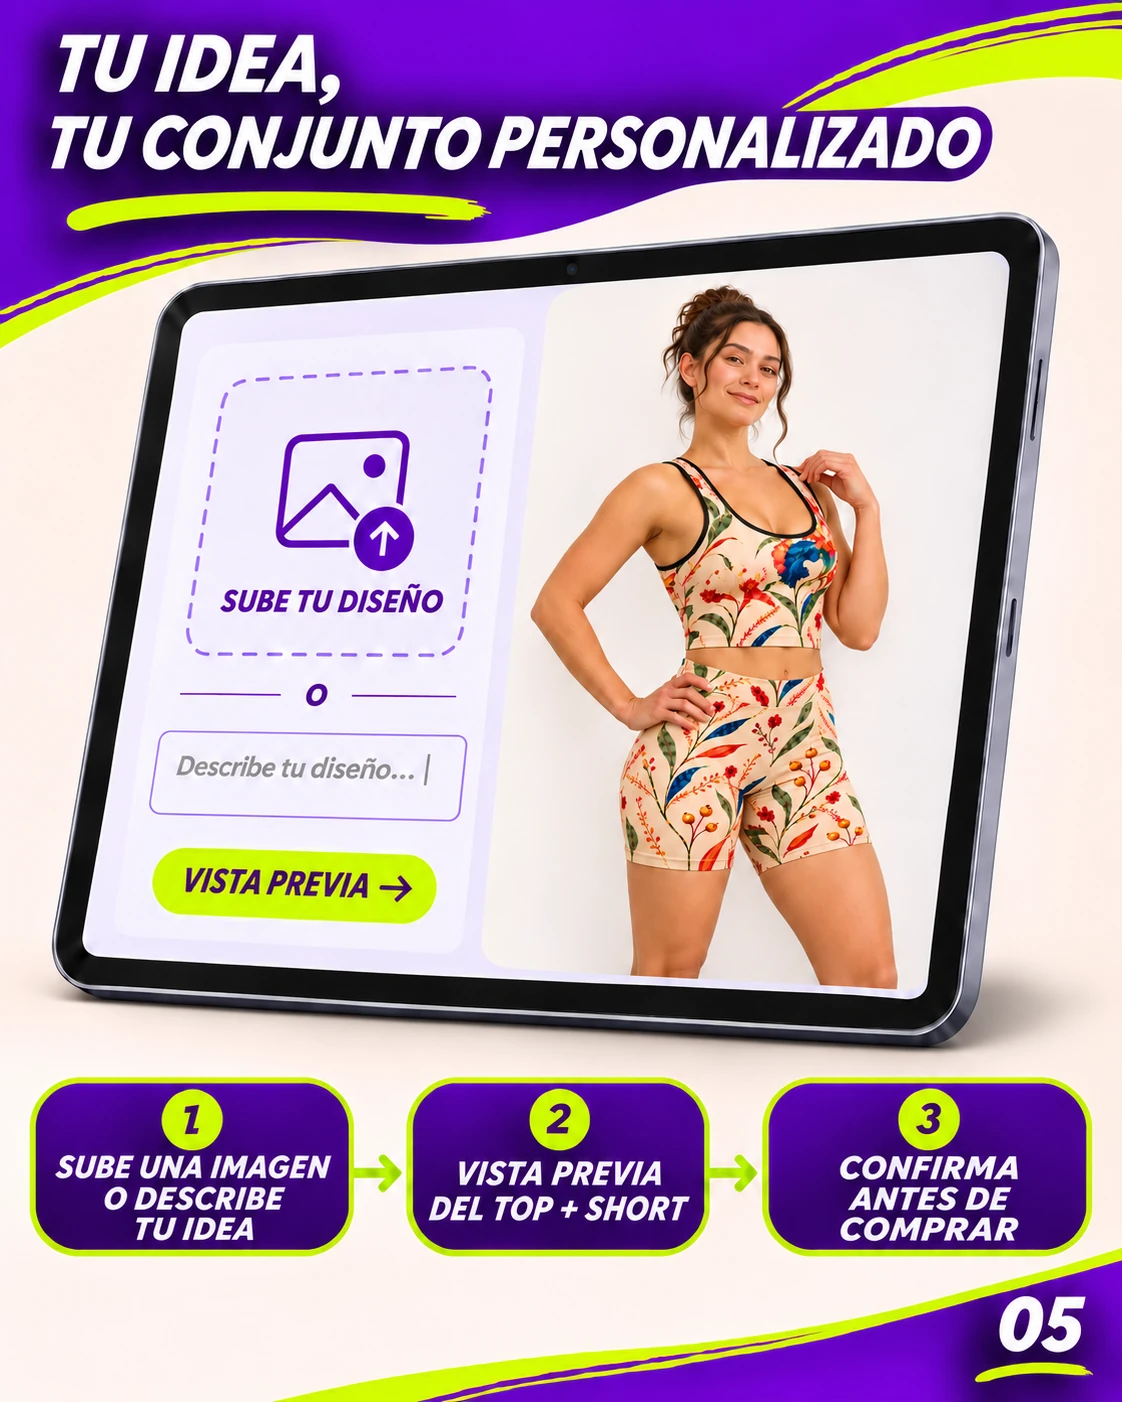 TU IDEA,
TU CONJUNTO PERSONALIZADO
SUBE TU DISEÑO
O
Describe tu diseño... |
VISTA PREVIA →
1
SUBE UNA IMAGEN
O DESCRIBE
TU IDEA
2
VISTA PREVIA
DEL TOP + SHORT
3
CONFIRMA
ANTES DE
COMPRAR
05